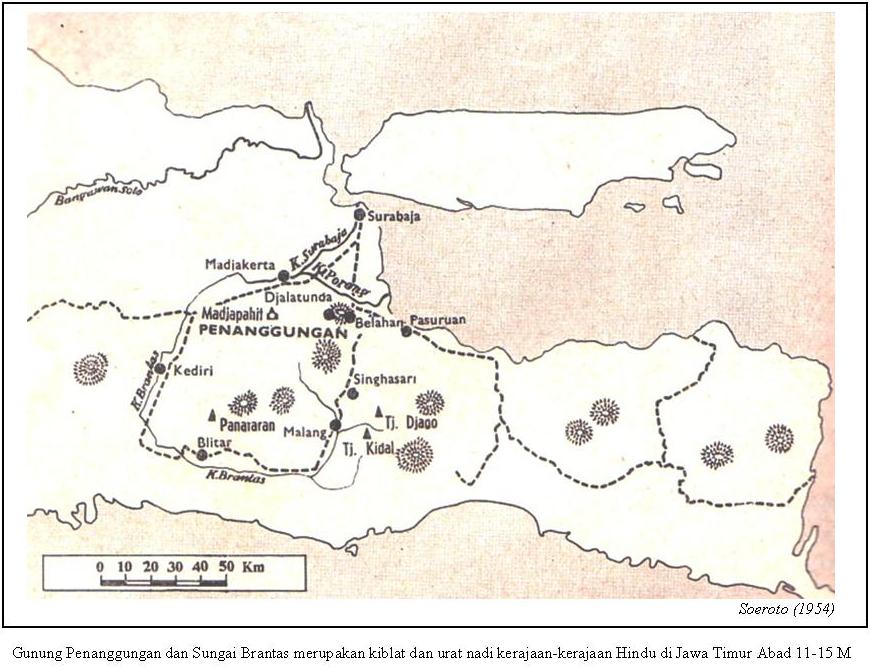 Bangawan Solo
Surabaja
K. Surabaja
Madjakerta
K. Porong
Djalatunda
Madjapahit
PENANGGUNGAN
Belahan
Pasuruan
K. Brantas
Kediri
Singhasari
Panataran
Malang
Tj. Djago
Tj. Kidal
Blitar
K. Brantas
0 10 20 30 40 50 Km
Soeroto (1954)
Gunung Penanggungan dan Sungai Brantas merupakan kiblat dan urat nadi kerajaan-kerajaan Hindu di Jawa Timur Abad 11-15 M